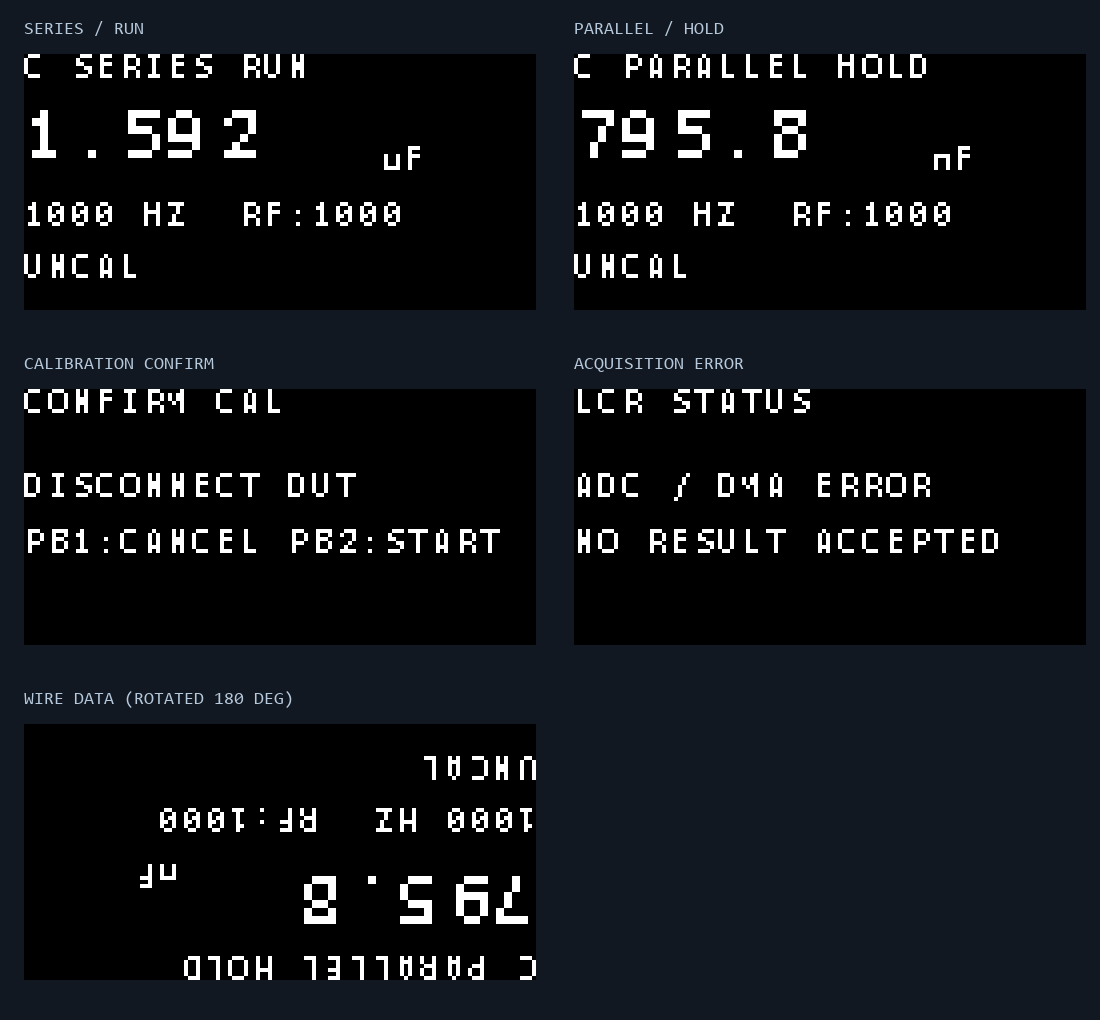 SERIES / RUN
C SERIES RUN
1.592 uF
1000 HZ RF:1000
UNCAL
PARALLEL / HOLD
C PARALLEL HOLD
795.8 nF
1000 HZ RF:1000
UNCAL
CALIBRATION CONFIRM
CONFIRM CAL
DISCONNECT DUT
PB1:CANCEL PB2:START
ACQUISITION ERROR
LCR STATUS
ADC / DMA ERROR
NO RESULT ACCEPTED
WIRE DATA (ROTATED 180 DEG)
C PARALLEL HOLD
795.8 nF
1000 HZ RF:1000
UNCAL